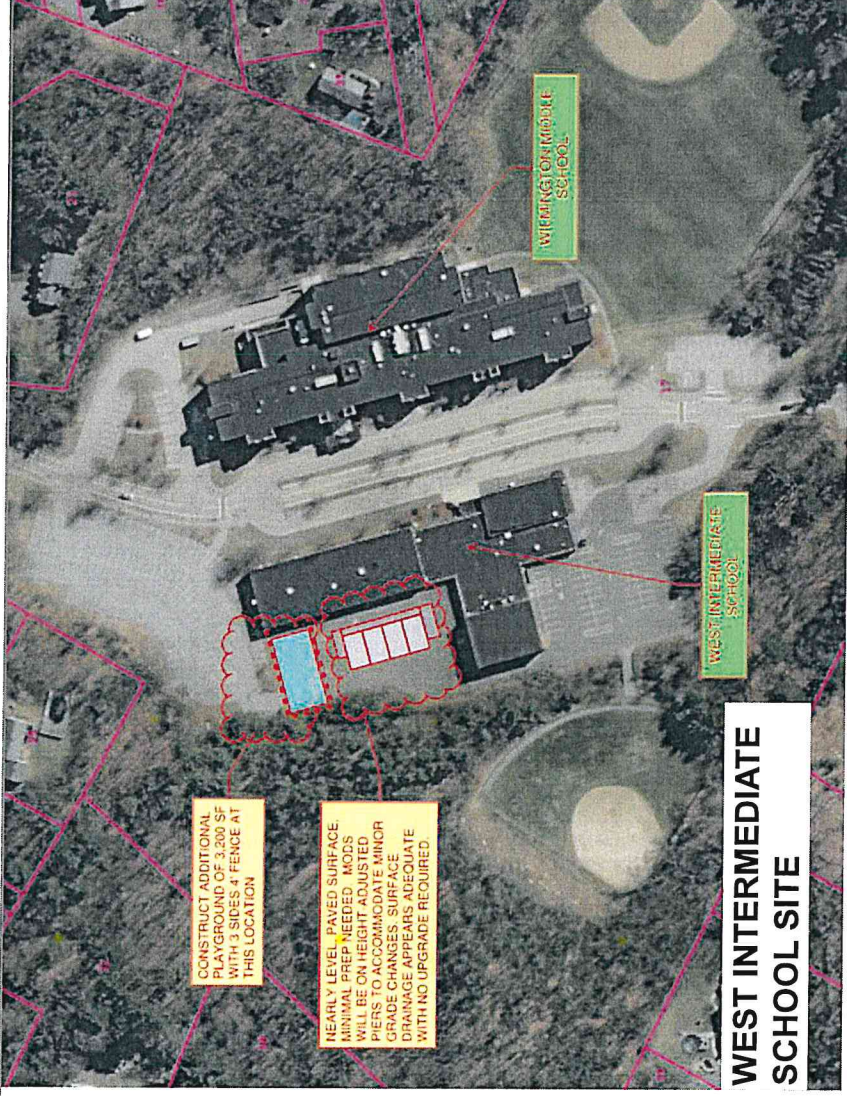 CONSTRUCT ADDITIONAL
PLAYGROUND OF 3,200 SF
WITH 3 SIDES 4' FENCE AT
THIS LOCATION
NEARLY LEVEL, PAVED SURFACE.
MINIMAL PREP NEEDED. MODS
WILL BE ON HEIGHT ADJUSTED
PIERS TO ACCOMMODATE MINOR
GRADE CHANGES. SURFACE
DRAINAGE APPEARS ADEQUATE
WITH NO UPGRADE REQUIRED.
WILMINGTON MIDDLE
SCHOOL
WEST INTERMEDIATE
SCHOOL
WEST INTERMEDIATE
SCHOOL SITE